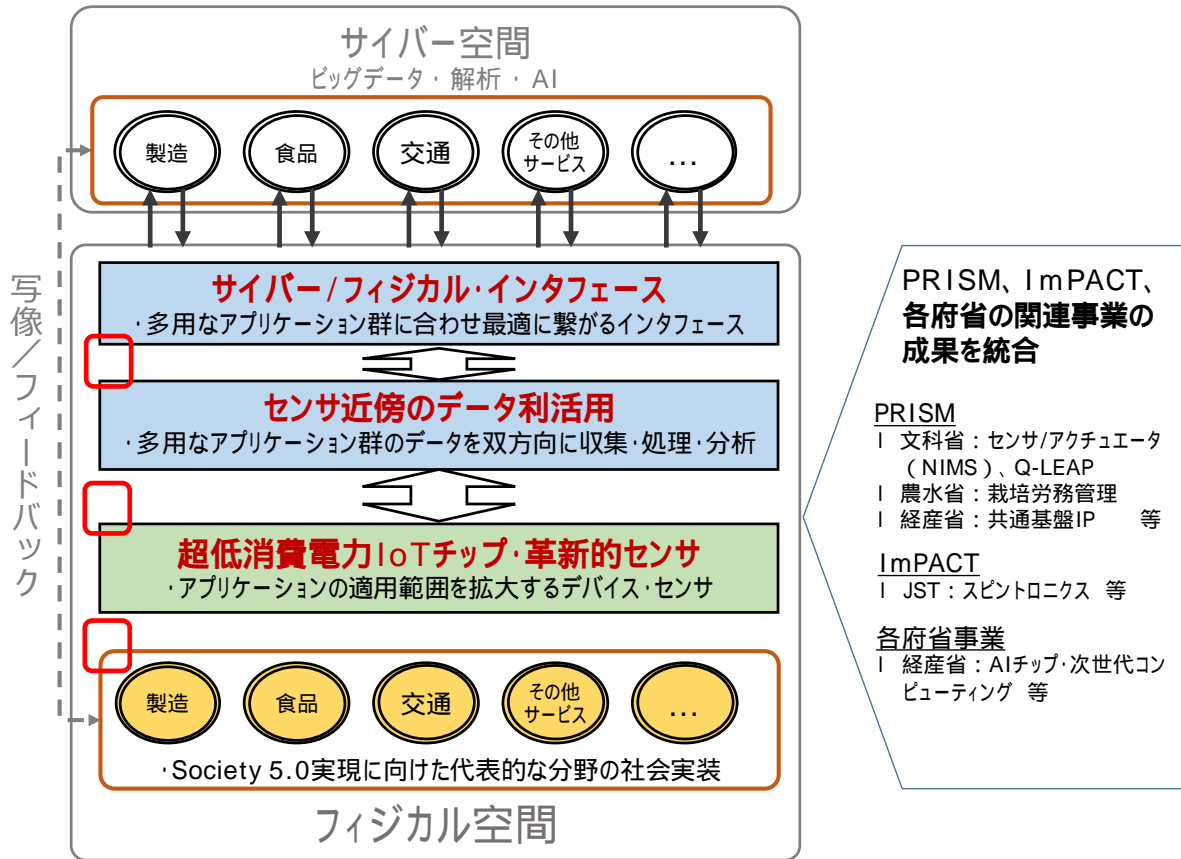 サイバー空間
ビッグデータ・解析・AI
製造
食品
交通
その他
サービス
...
写像／フィードバック
サイバー/フィジカル・インタフェース
・多用なアプリケーション群に合わせ最適に繋がるインタフェース
センサ近傍のデータ利活用
・多用なアプリケーション群のデータを双方向に収集・処理・分析
超低消費電力IoTチップ・革新的センサ
・アプリケーションの適用範囲を拡大するデバイス・センサ
製造
食品
交通
その他
サービス
...
・Society 5.0実現に向けた代表的な分野の社会実装
フィジカル空間
PRISM、ImPACT、
各府省の関連事業の
成果を統合
PRISM
l 文科省：センサ/アクチュエータ
（NIMS）、Q-LEAP
l 農水省：栽培労務管理
l 経産省：共通基盤IP 等
ImPACT
l JST：スピントロニクス 等
各府省事業
l 経産省：AIチップ・次世代コン
ピューティング 等